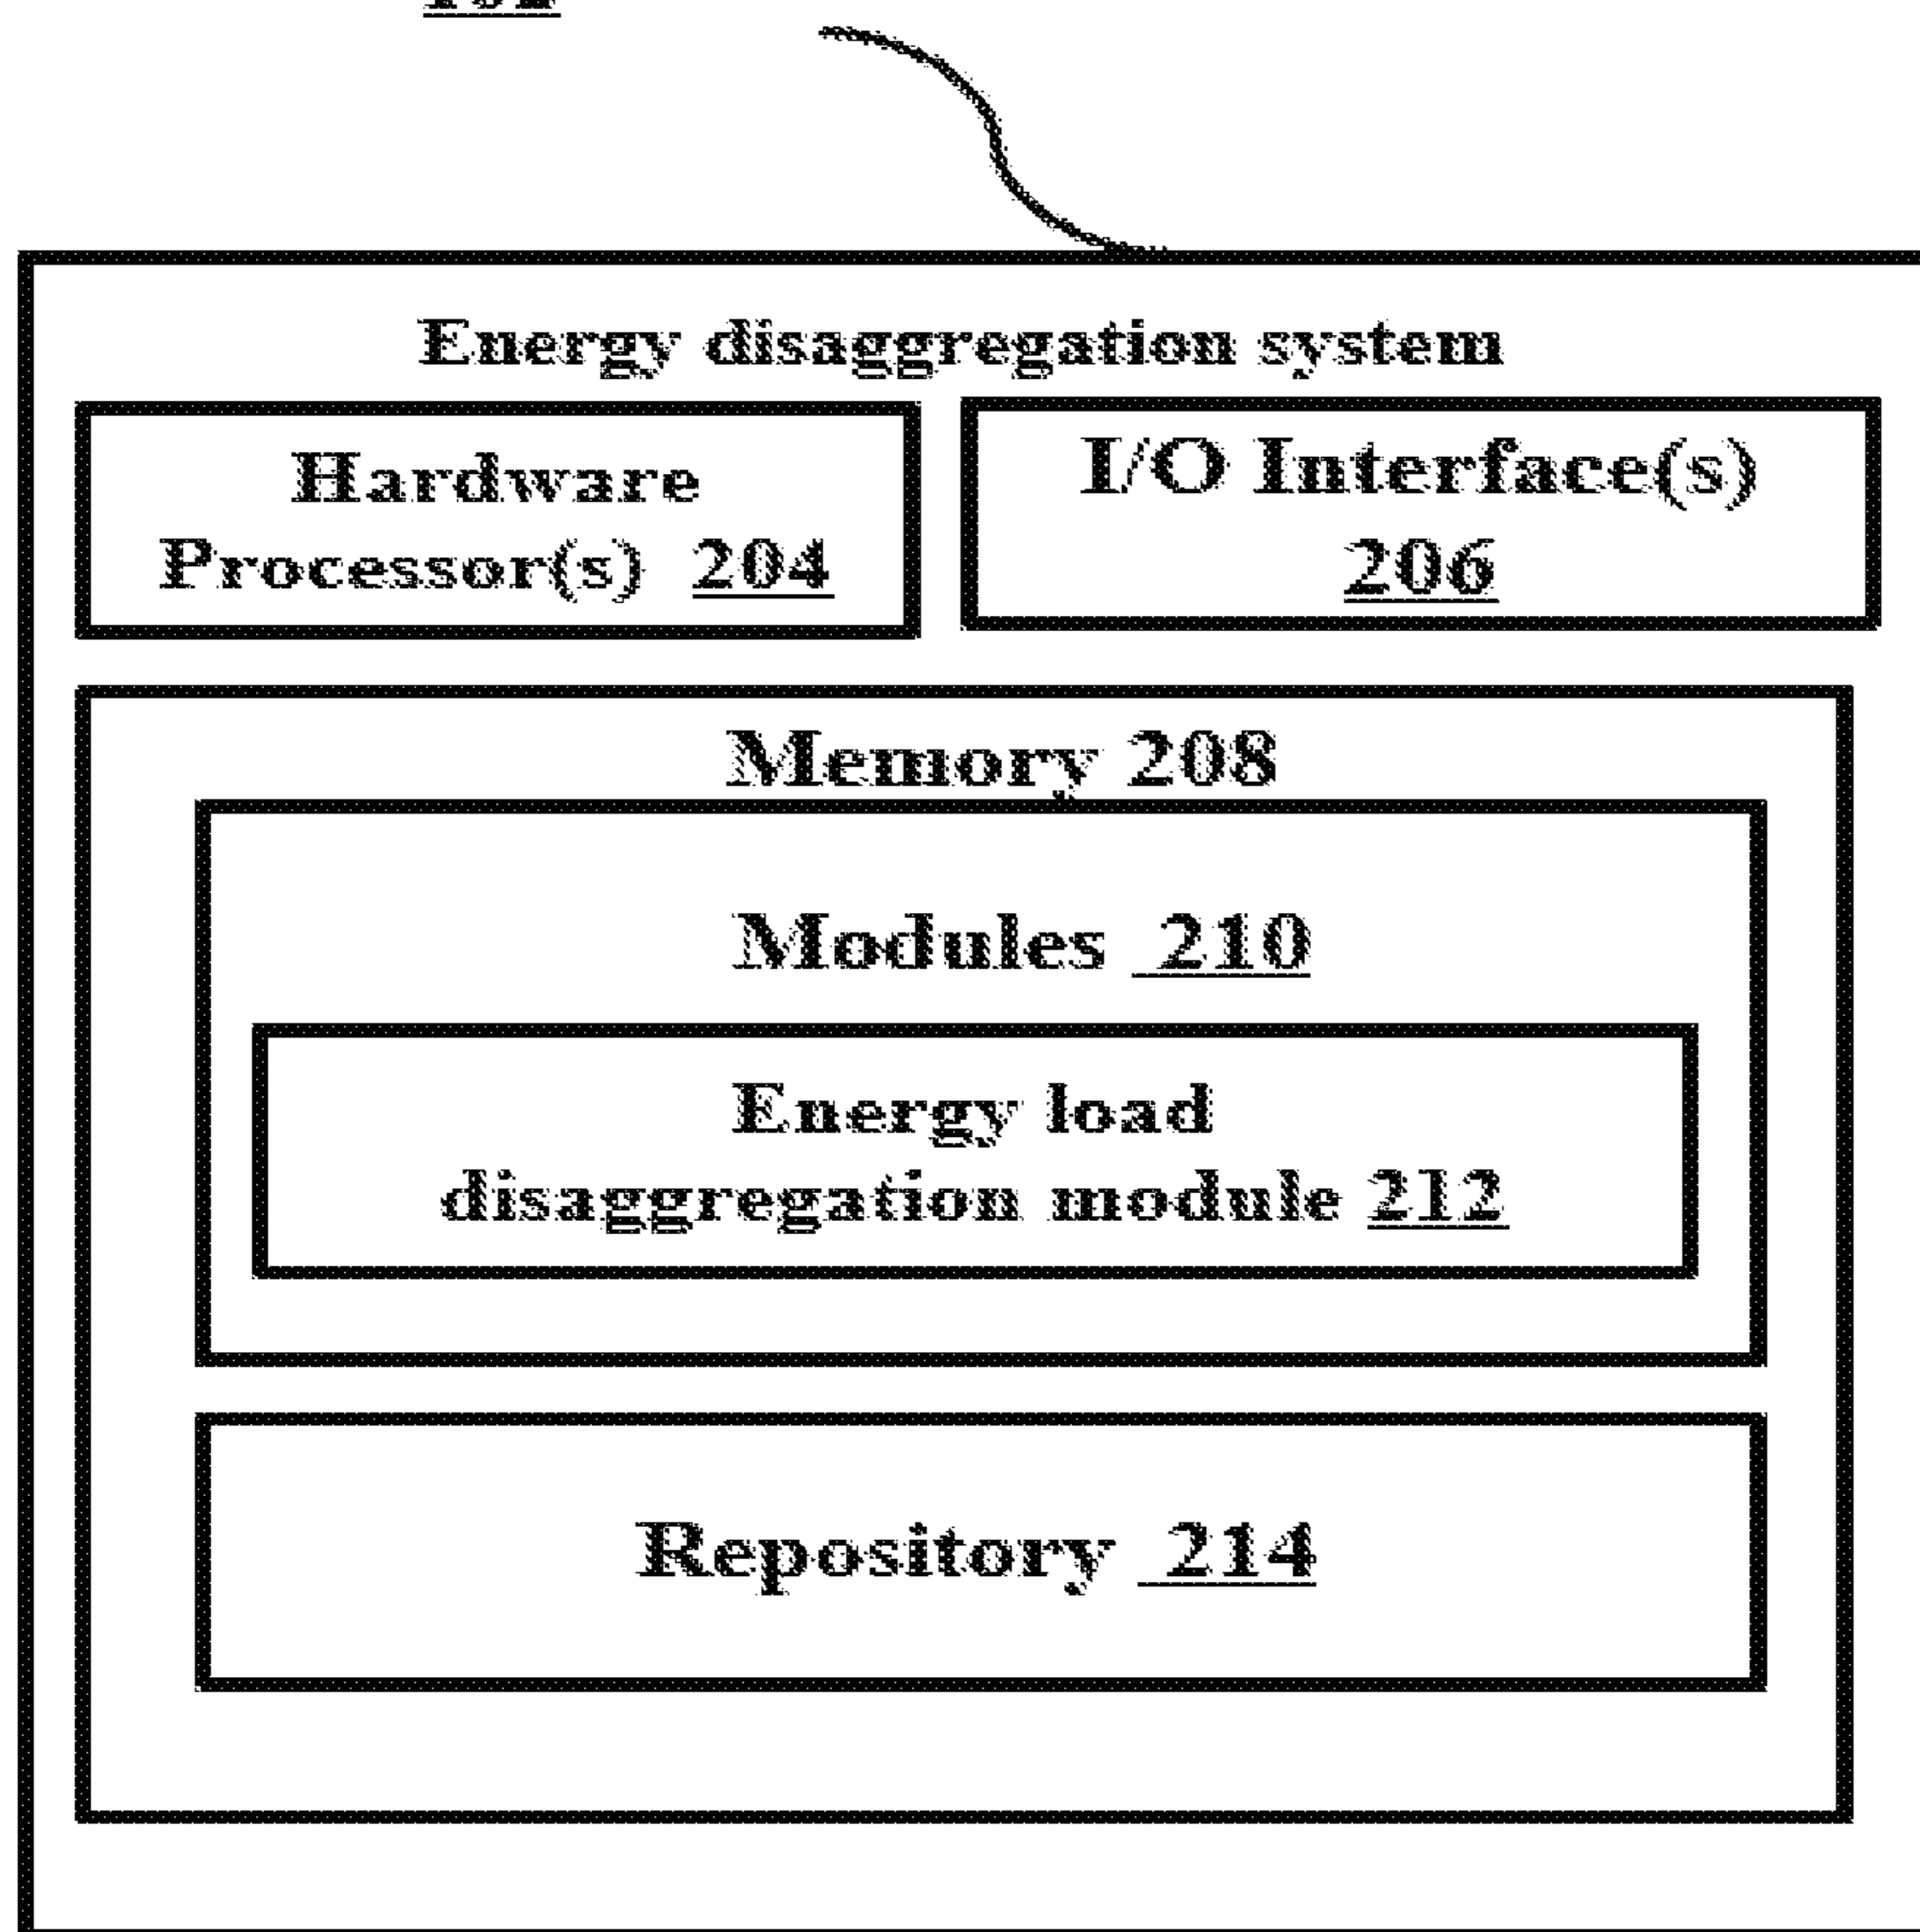 Energy disaggregation system
Hardware
Processor(s) 204
I/O Interface(s)
206
Memory 208
Modules 210
Energy load
disaggregation module 212
Repository 214